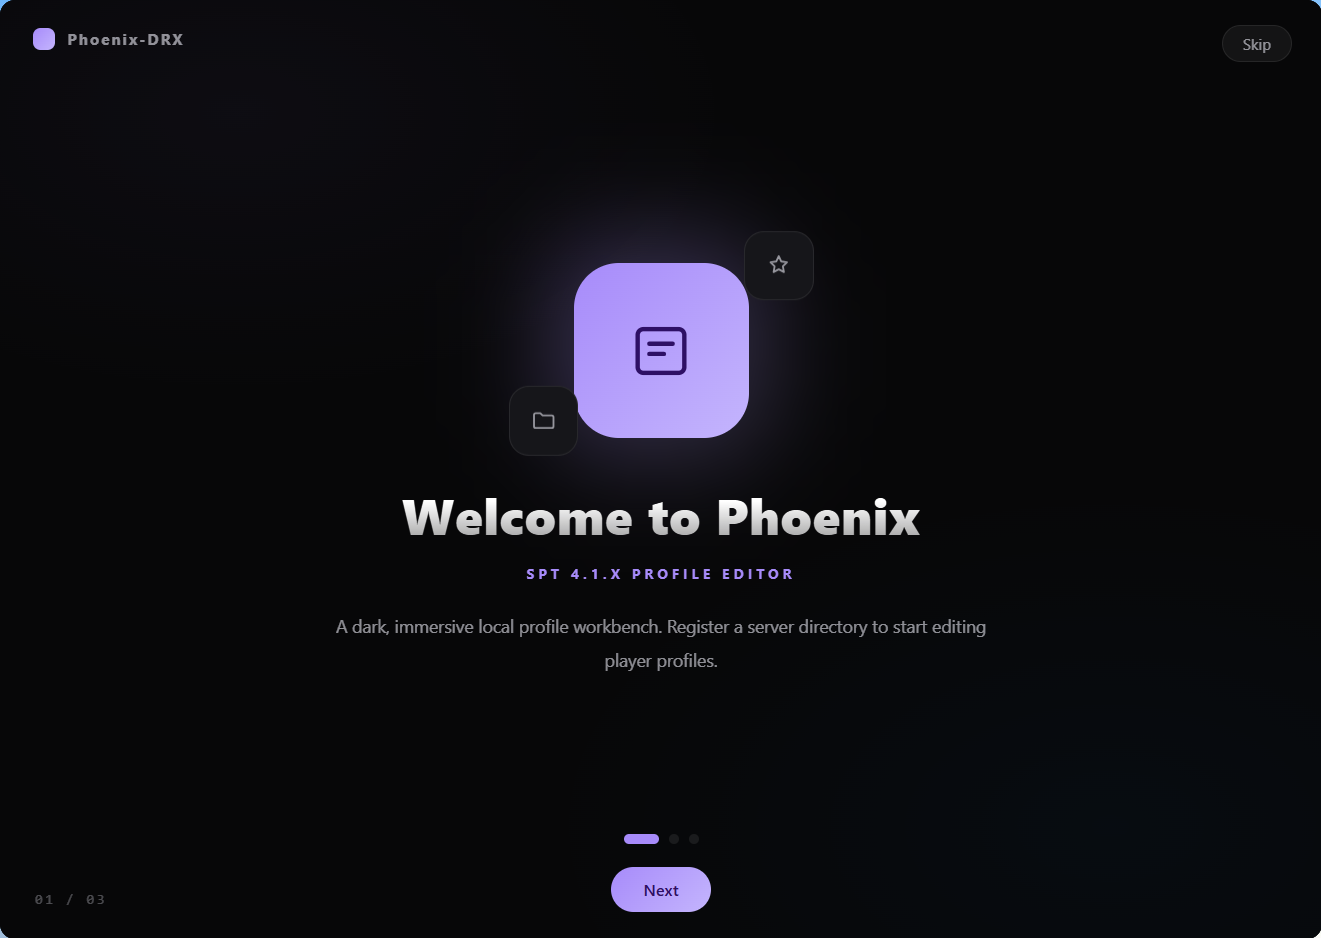 Phoenix-DRX
Skip
Welcome to Phoenix
SPT 4.1.X PROFILE EDITOR
A dark, immersive local profile workbench. Register a server directory to start editing
player profiles.
Next
01 / 03